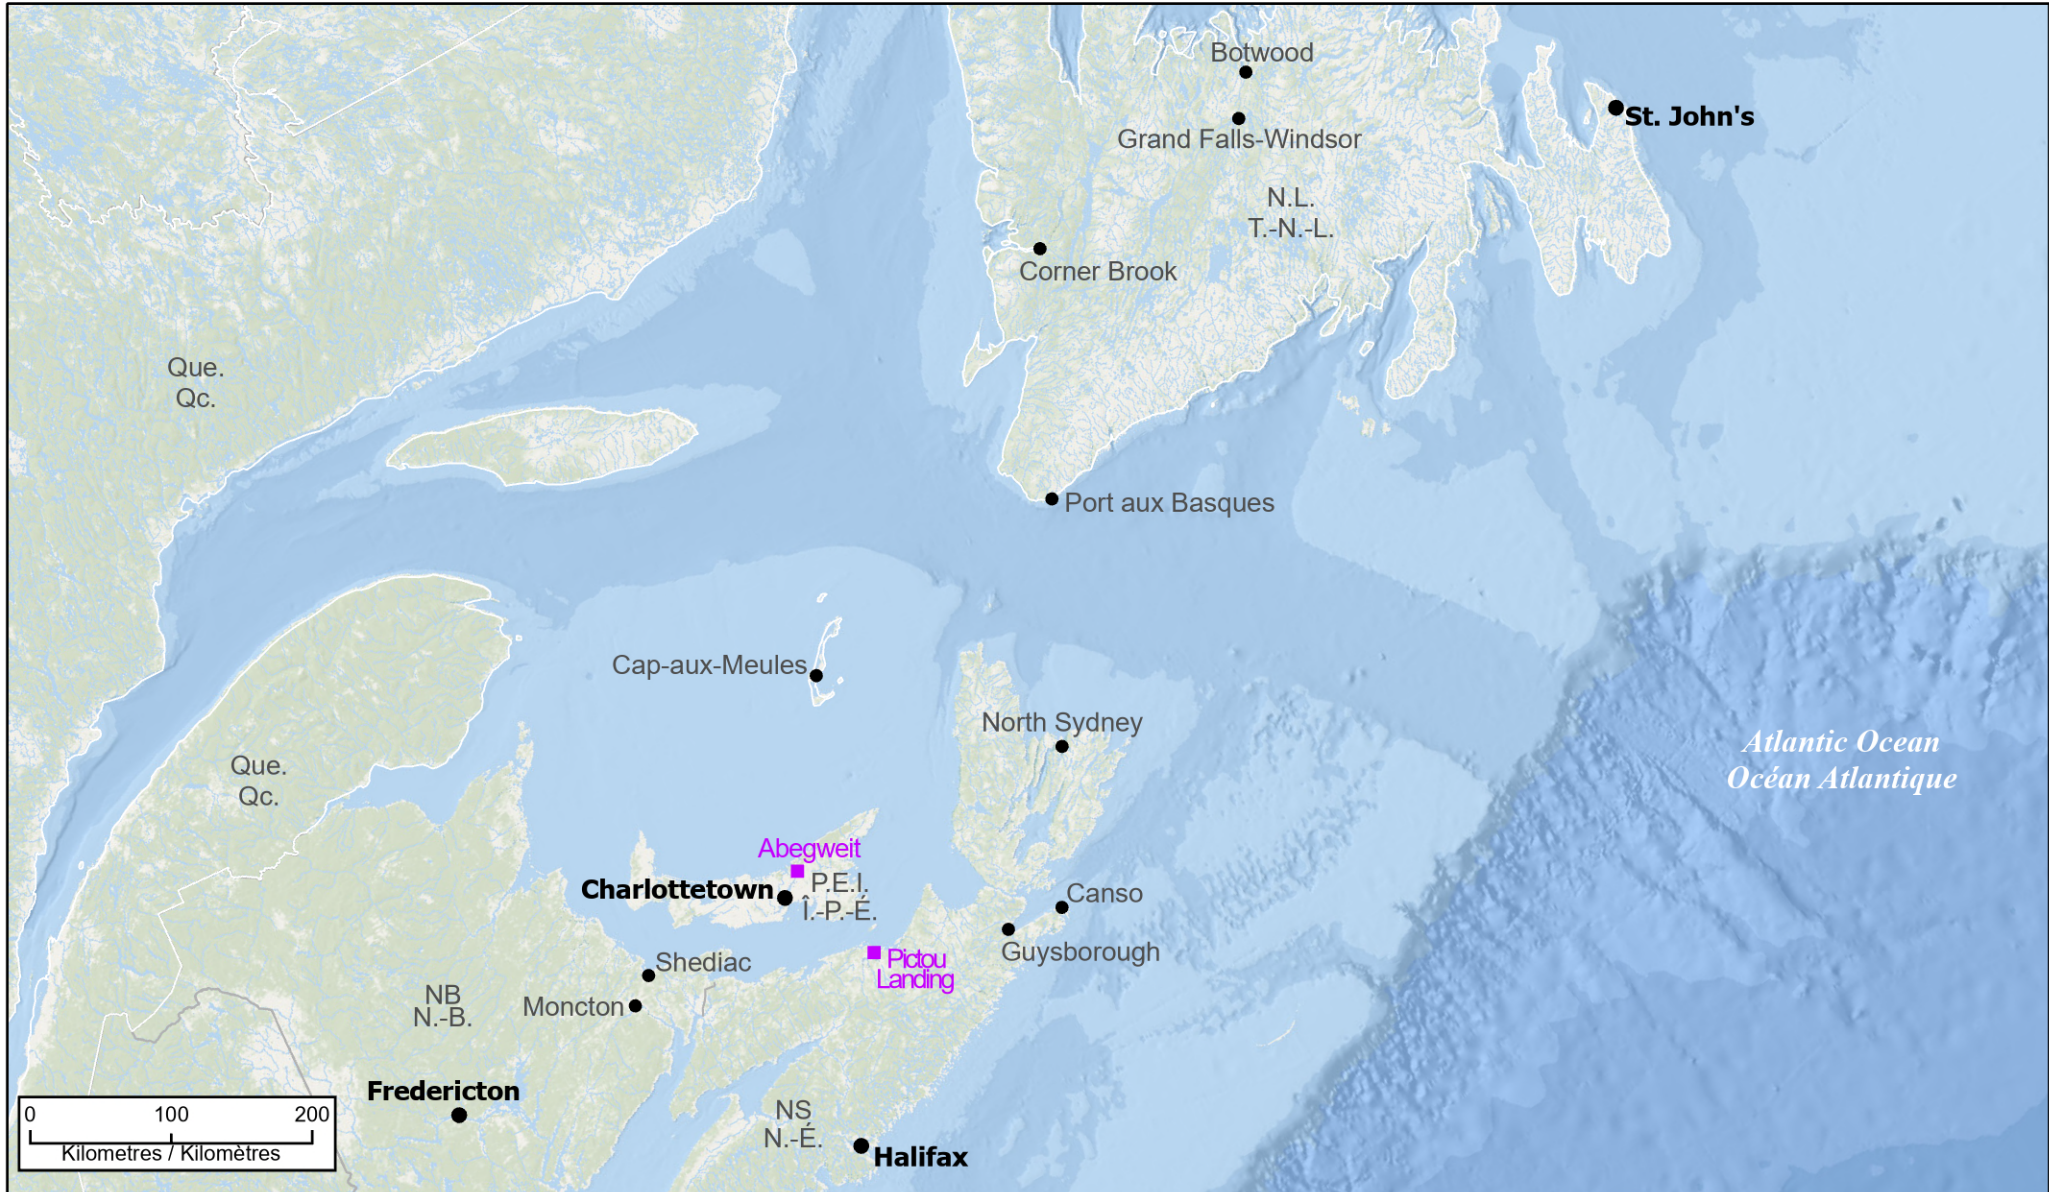 Botwood
St. John's
Grand Falls-Windsor
N.L.
T.-N.-L.
Corner Brook
Que.
Qc.
Port aux Basques
Cap-aux-Meules
North Sydney
Atlantic Ocean
Océan Atlantique
Que.
Qc.
Abegweit
Charlottetown
P.E.I.
Î.-P.-É.
Canso
Guysborough
Pictou
Landing
Shediac
Moncton
NB
N.-B.
Fredericton
NS
N.-É.
Halifax
0 100 200
Kilometres / Kilomètres